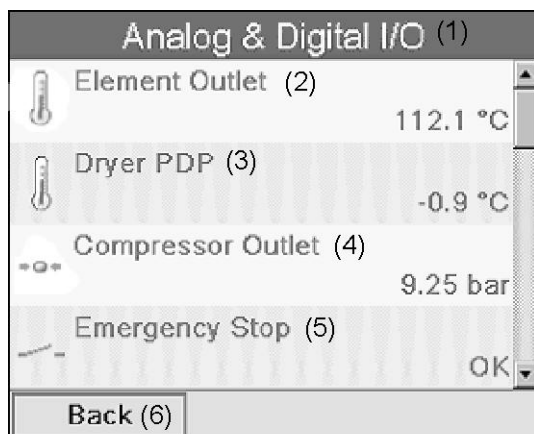 Analog & Digital I/O (1)
Element Outlet (2)
112.1 °C
Dryer PDP (3)
-0.9 °C
Compressor Outlet (4)
9.25 bar
Emergency Stop (5)
OK
Back (6)